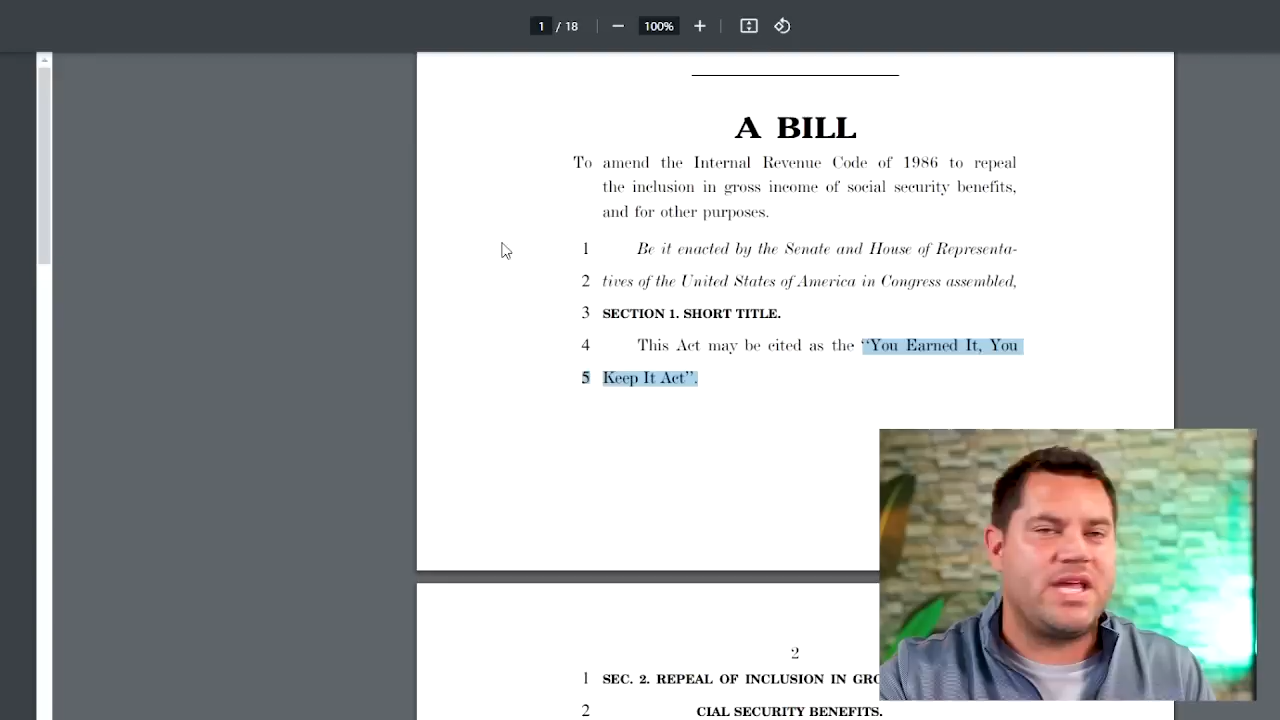 1 / 18 100%
A BILL
To amend the Internal Revenue Code of 1986 to repeal
the inclusion in gross income of social security benefits,
and for other purposes.
1 Be it enacted by the Senate and House of Representa-
2 tives of the United States of America in Congress assembled,
3 SECTION 1. SHORT TITLE.
4 This Act may be cited as the ‘‘You Earned It, You
5 Keep It Act’’.
2
1 SEC. 2. REPEAL OF INCLUSION IN
2 CIAL SECURITY BENEFITS.